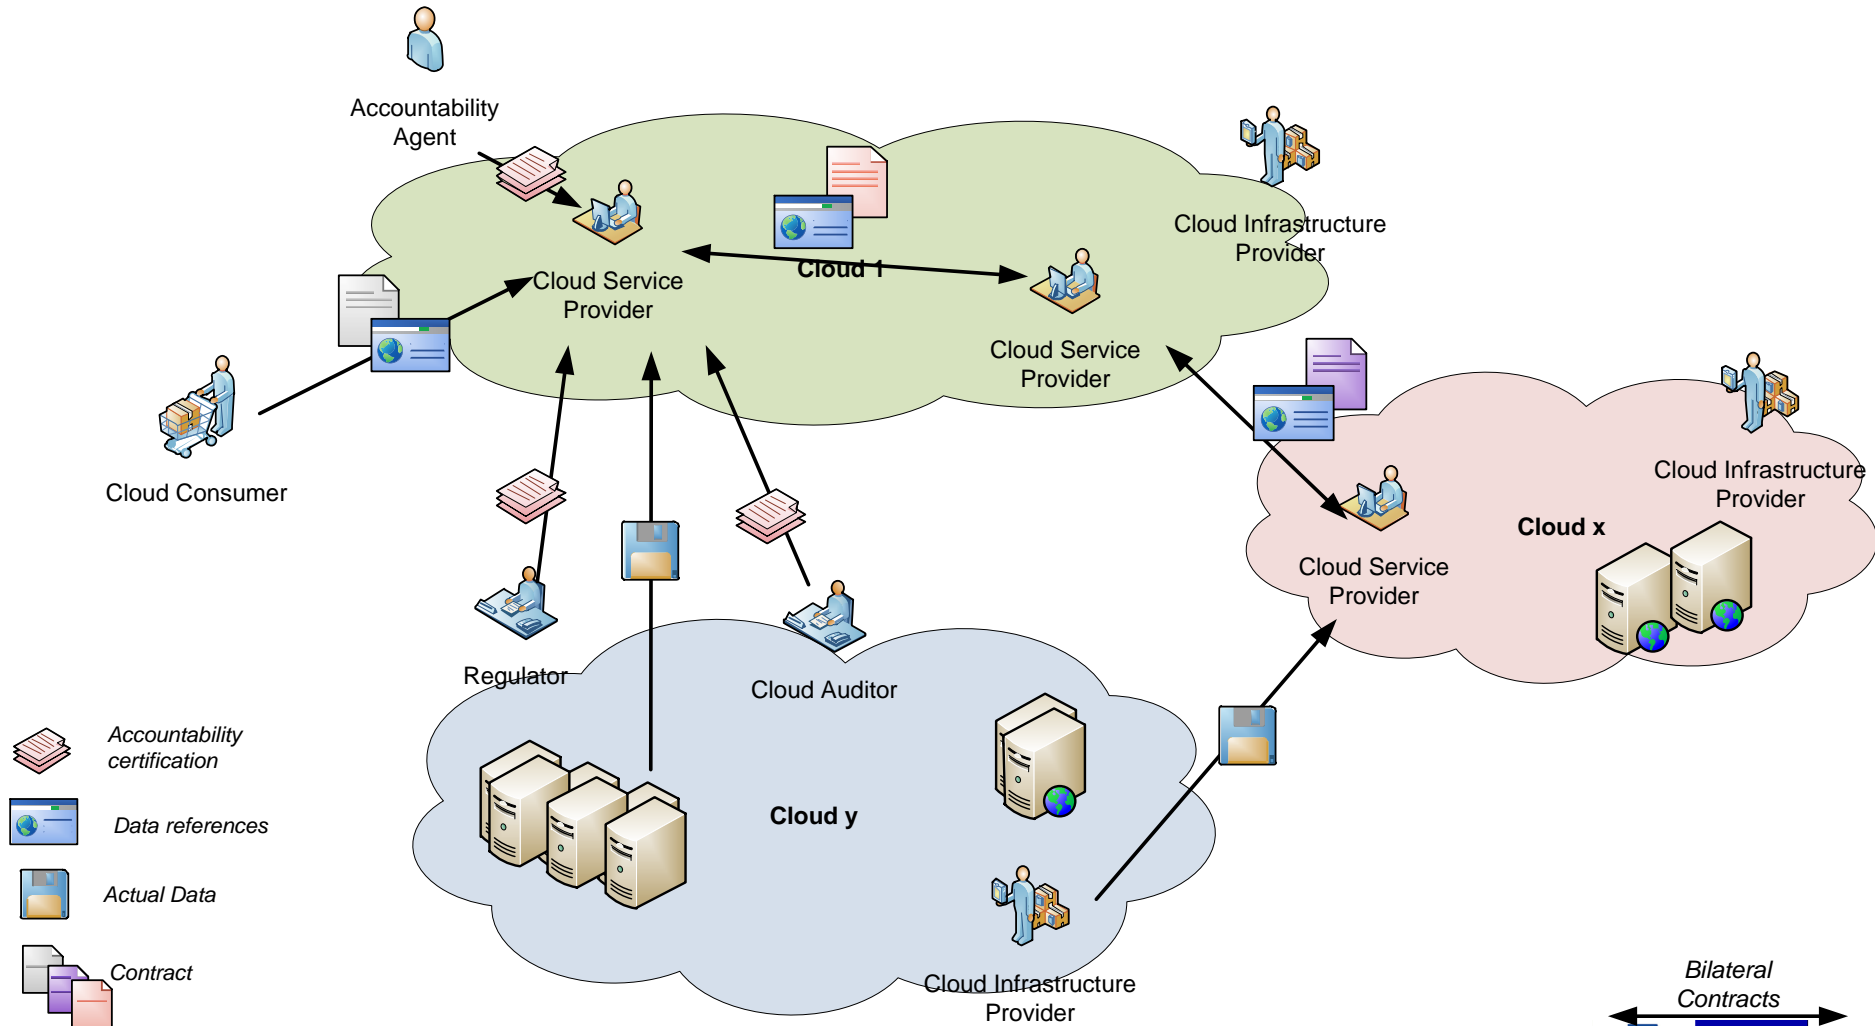 Accountability
Agent
Cloud Infrastructure
Provider
Cloud 1
Cloud Service
Provider
Cloud Service
Provider
Cloud Consumer
Cloud Infrastructure
Provider
Cloud x
Cloud Service
Provider
Regulator
Cloud Auditor
Accountability
certification
Data references
Cloud y
Actual Data
Contract
Cloud Infrastructure
Provider
Bilateral
Contracts